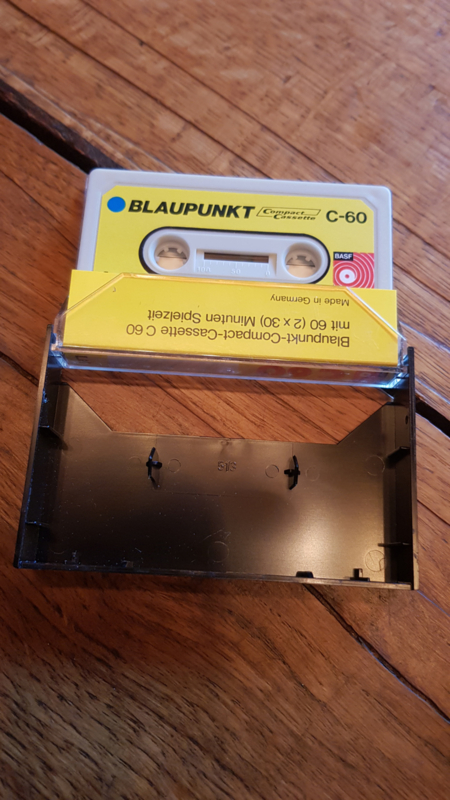 BLAUPUNKT Compact Cassette C-60
BASF
Blaupunkt-Compact-Cassette C 60
mit 60 (2 x 30) Minuten Spielzeit
Made in Germany